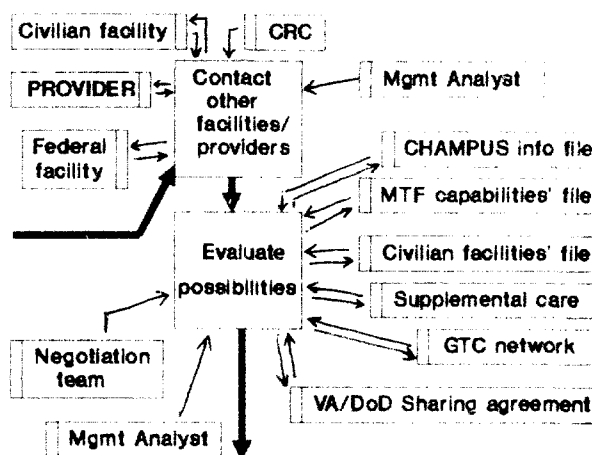 Civilian facility
CRC
PROVIDER
Contact
other
facilities/
providers
Mgmt Analyst
Federal
facility
CHAMPUS info file
MTF capabilities' file
Evaluate
possibilities
Civilian facilities' file
Supplemental care
GTC network
Negotiation
team
VA/DoD Sharing agreement
Mgmt Analyst